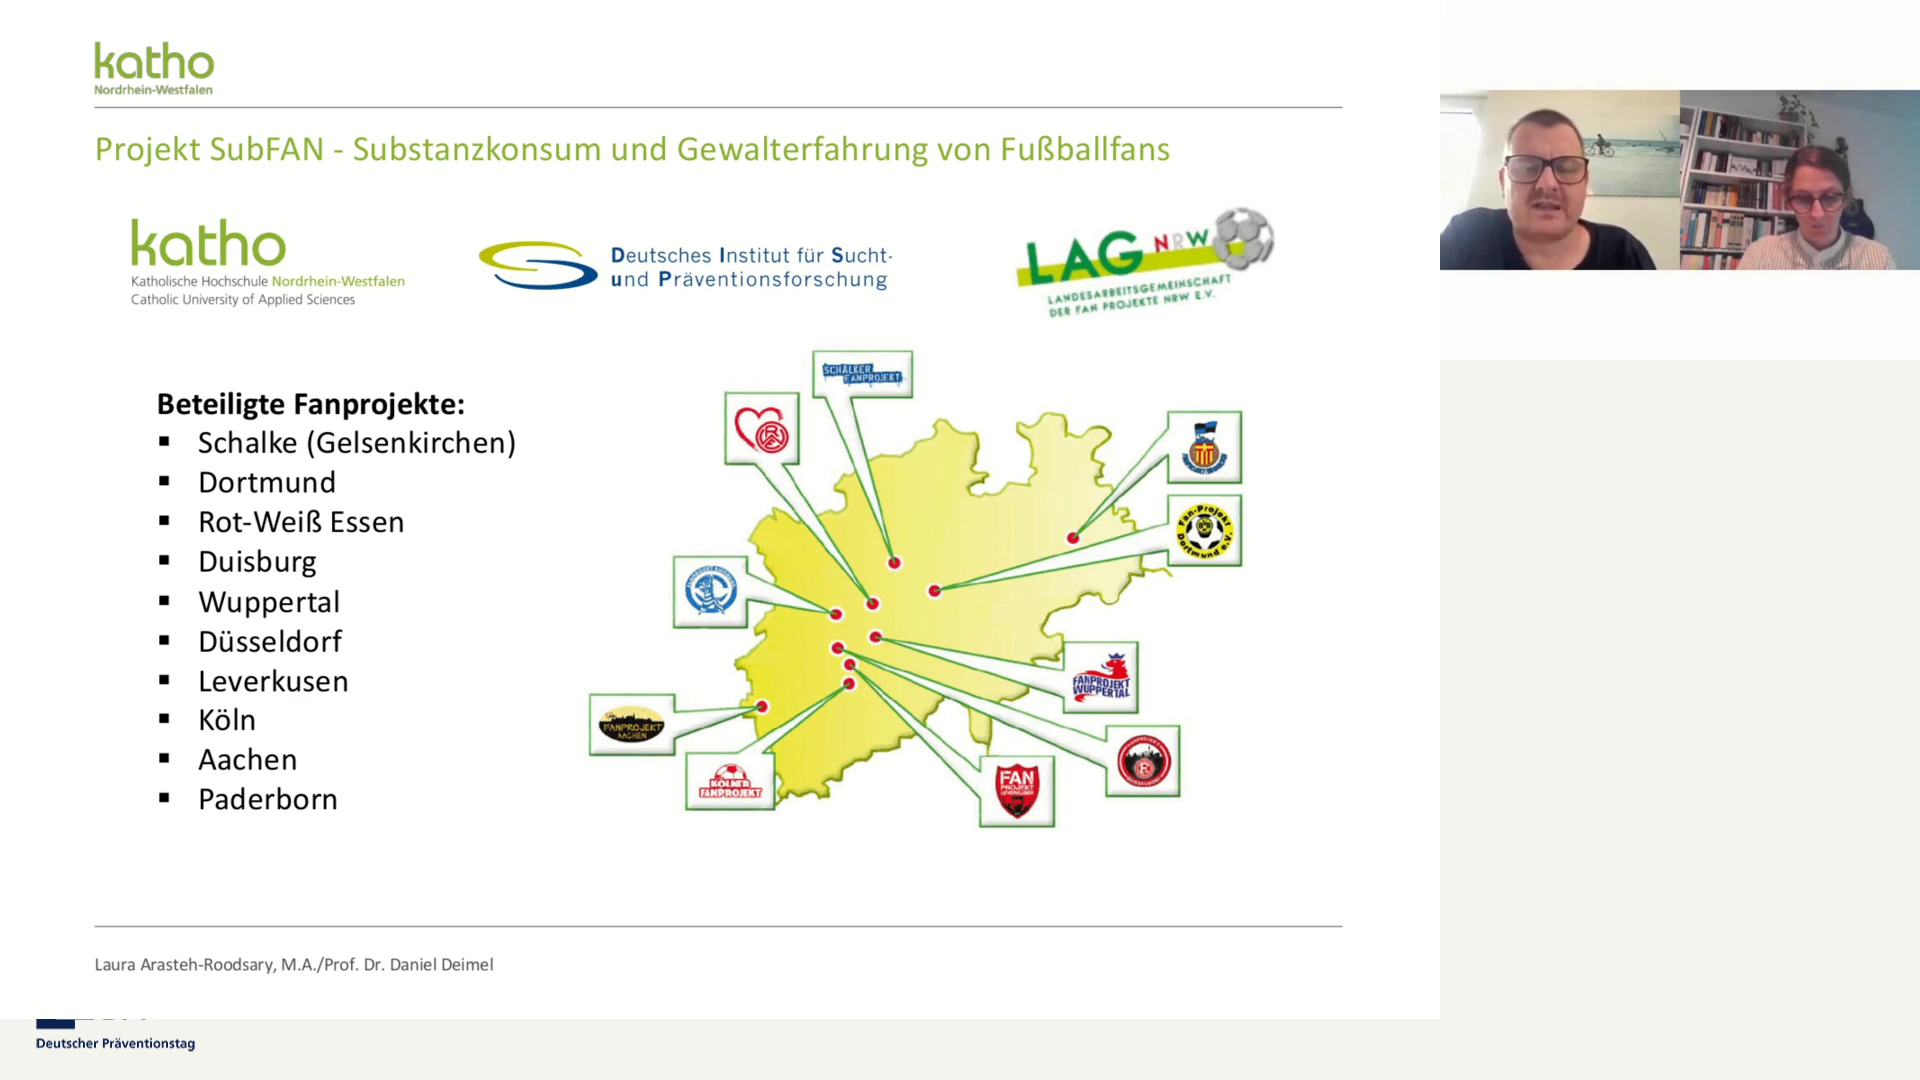 katho
Nordrhein-Westfalen
Projekt SubFAN - Substanzkonsum und Gewalterfahrung von Fußballfans
katho
Katholische Hochschule Nordrhein-Westfalen
Catholic University of Applied Sciences
Deutsches Institut für Sucht-
und Präventionsforschung
LAG NRW
LANDESARBEITSGEMEINSCHAFT
DER FAN PROJEKTE NRW E.V.
Beteiligte Fanprojekte:
▪ Schalke (Gelsenkirchen)
▪ Dortmund
▪ Rot-Weiß Essen
▪ Duisburg
▪ Wuppertal
▪ Düsseldorf
▪ Leverkusen
▪ Köln
▪ Aachen
▪ Paderborn
SCHALKER
FANPROJEKT
Fan-Projekt
Dortmund e.V.
FANPROJEKT
WUPPERTAL
FANPROJEKT
AACHEN
KÖLNER
FANPROJEKT
FAN
PROJEKT
LEVERKUSEN
Laura Arasteh-Roodsary, M.A./Prof. Dr. Daniel Deimel
Deutscher Präventionstag